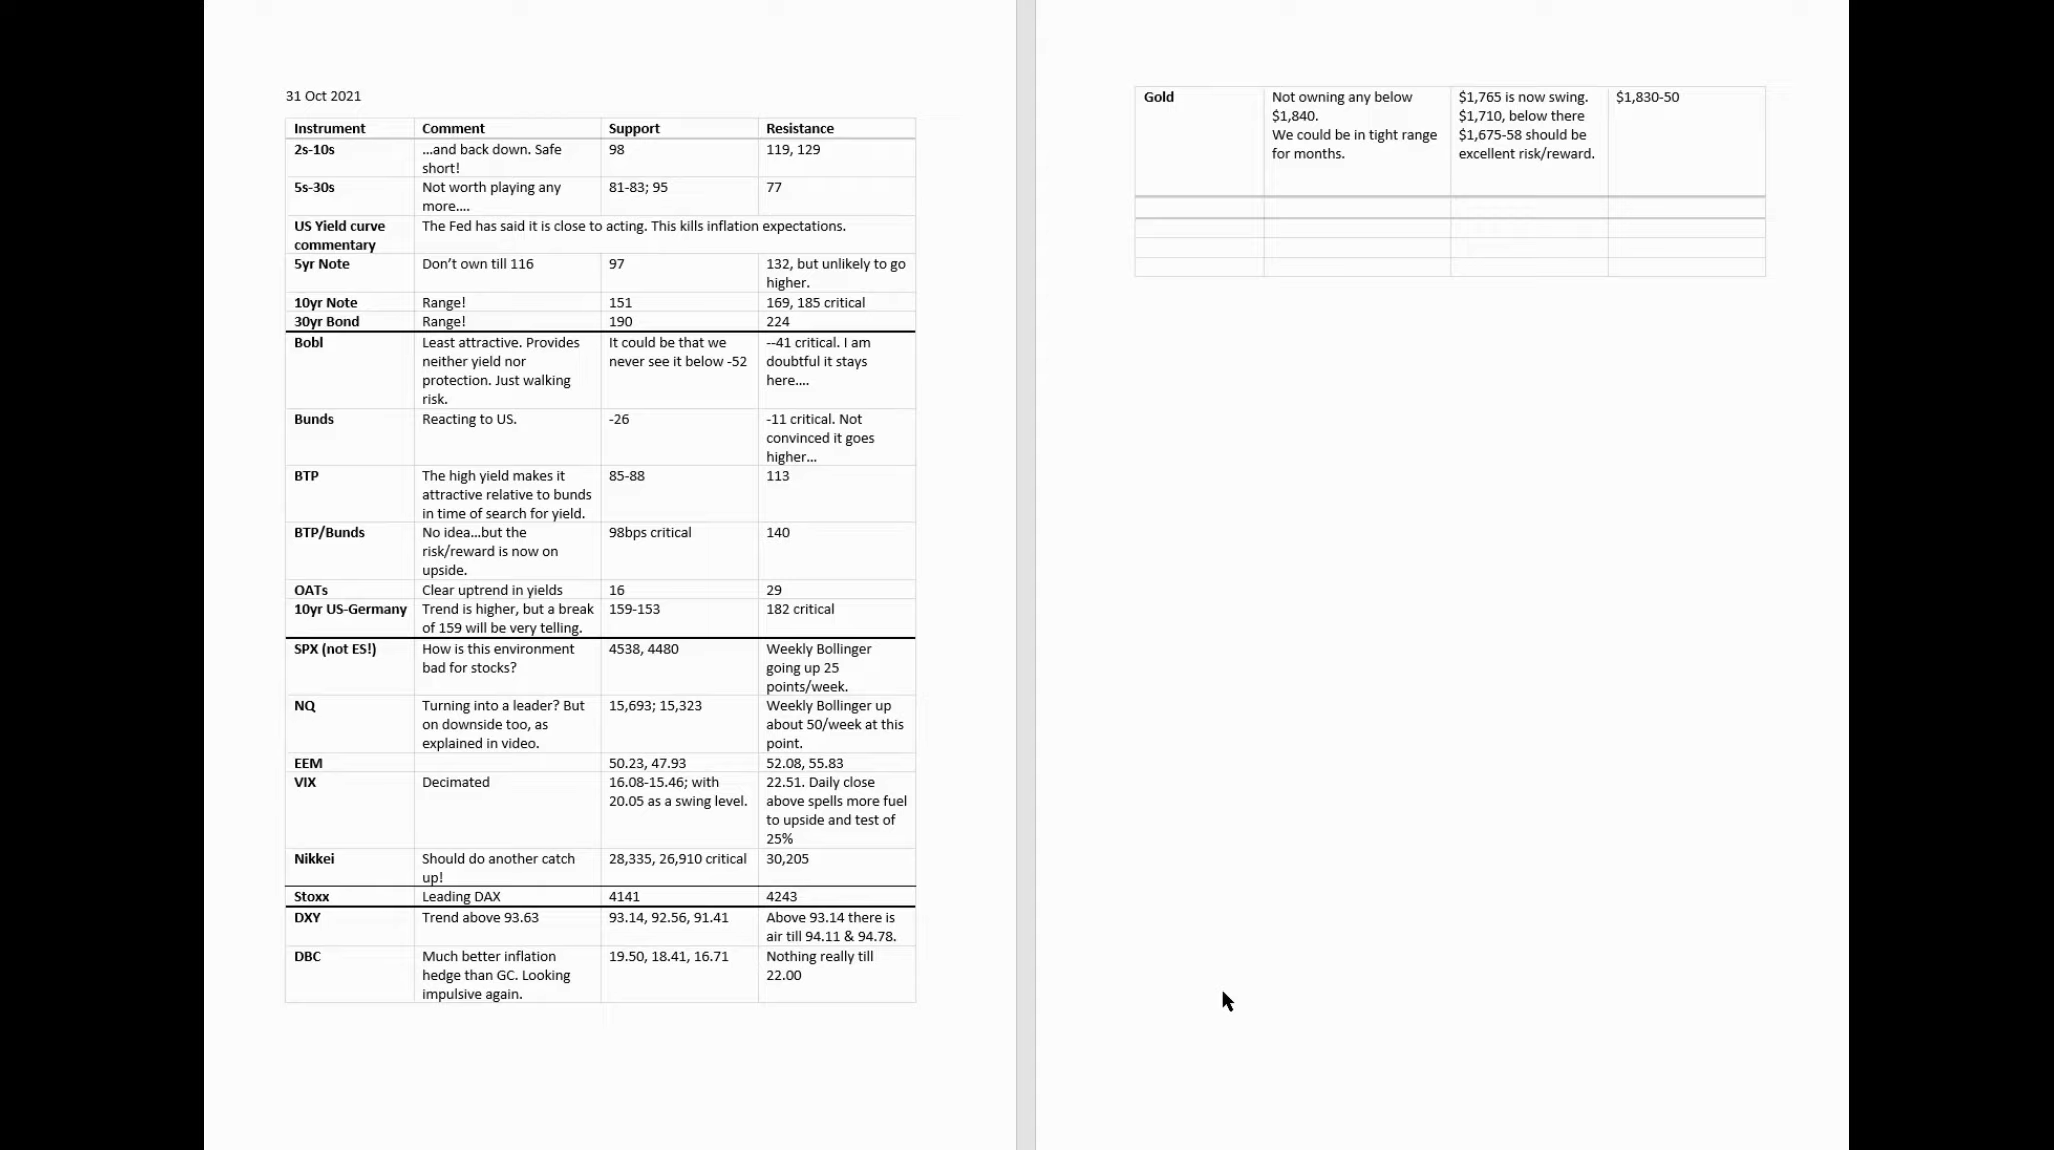 31 Oct 2021
Instrument Comment Support Resistance
2s-10s …and back down. Safe 98 119, 129
short!
5s-30s Not worth playing any 81-83; 95 77
more....
US Yield curve The Fed has said it is close to acting. This kills inflation expectations.
commentary
5yr Note Don’t own till 116 97 132, but unlikely to go
higher.
10yr Note Range! 151 169, 185 critical
30yr Bond Range! 190 224
Bobl Least attractive. Provides It could be that we --41 critical. I am
neither yield nor never see it below -52 doubtful it stays
protection. Just walking here....
risk.
Bunds Reacting to US. -26 -11 critical. Not
convinced it goes
higher…
BTP The high yield makes it 85-88 113
attractive relative to bunds
in time of search for yield.
BTP/Bunds No idea…but the 98bps critical 140
risk/reward is now on
upside.
OATs Clear uptrend in yields 16 29
10yr US-Germany Trend is higher, but a break 159-153 182 critical
of 159 will be very telling.
SPX (not ES!) How is this environment 4538, 4480 Weekly Bollinger
bad for stocks? going up 25
points/week.
NQ Turning into a leader? But 15,693; 15,323 Weekly Bollinger up
on downside too, as about 50/week at this
explained in video. point.
EEM 50.23, 47.93 52.08, 55.83
VIX Decimated 16.08-15.46; with 22.51. Daily close
20.05 as a swing level. above spells more fuel
to upside and test of
25%
Nikkei Should do another catch 28,335, 26,910 critical 30,205
up!
Stoxx Leading DAX 4141 4243
DXY Trend above 93.63 93.14, 92.56, 91.41 Above 93.14 there is
air till 94.11 & 94.78.
DBC Much better inflation 19.50, 18.41, 16.71 Nothing really till
hedge than GC. Looking 22.00
impulsive again.
Gold Not owning any below $1,765 is now swing. $1,830-50
$1,840. $1,710, below there
We could be in tight range $1,675-58 should be
for months. excellent risk/reward.